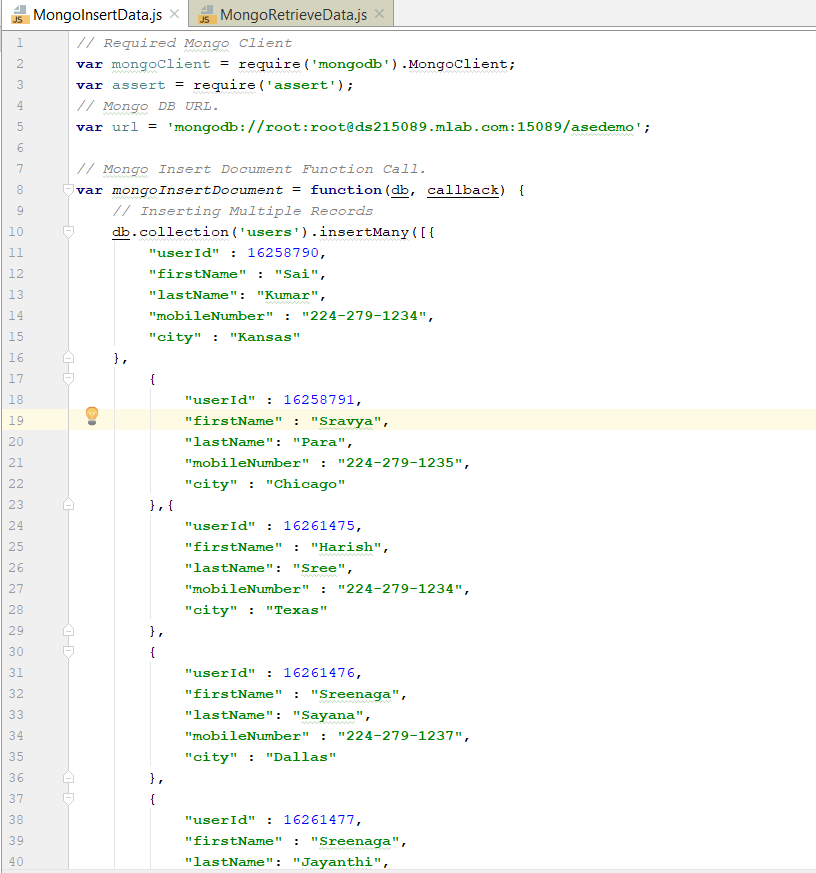 MongoInsertData.js MongoRetrieveData.js
1 // Required Mongo Client
2 var mongoClient = require('mongodb').MongoClient;
3 var assert = require('assert');
4 // Mongo DB URL.
5 var url = 'mongodb://root:root@ds215089.mlab.com:15089/asedemo';
6
7 // Mongo Insert Document Function Call.
8 var mongoInsertDocument = function(db, callback) {
9 // Inserting Multiple Records
10 db.collection('users').insertMany([{
11 "userId" : 16258790,
12 "firstName" : "Sai",
13 "lastName": "Kumar",
14 "mobileNumber" : "224-279-1234",
15 "city" : "Kansas"
16 },
17 {
18 "userId" : 16258791,
19 "firstName" : "Sravya",
20 "lastName": "Para",
21 "mobileNumber" : "224-279-1235",
22 "city" : "Chicago"
23 },{
24 "userId" : 16261475,
25 "firstName" : "Harish",
26 "lastName": "Sree",
27 "mobileNumber" : "224-279-1234",
28 "city" : "Texas"
29 },
30 {
31 "userId" : 16261476,
32 "firstName" : "Sreenaga",
33 "lastName": "Sayana",
34 "mobileNumber" : "224-279-1237",
35 "city" : "Dallas"
36 },
37 {
38 "userId" : 16261477,
39 "firstName" : "Sreenaga",
40 "lastName": "Jayanthi",